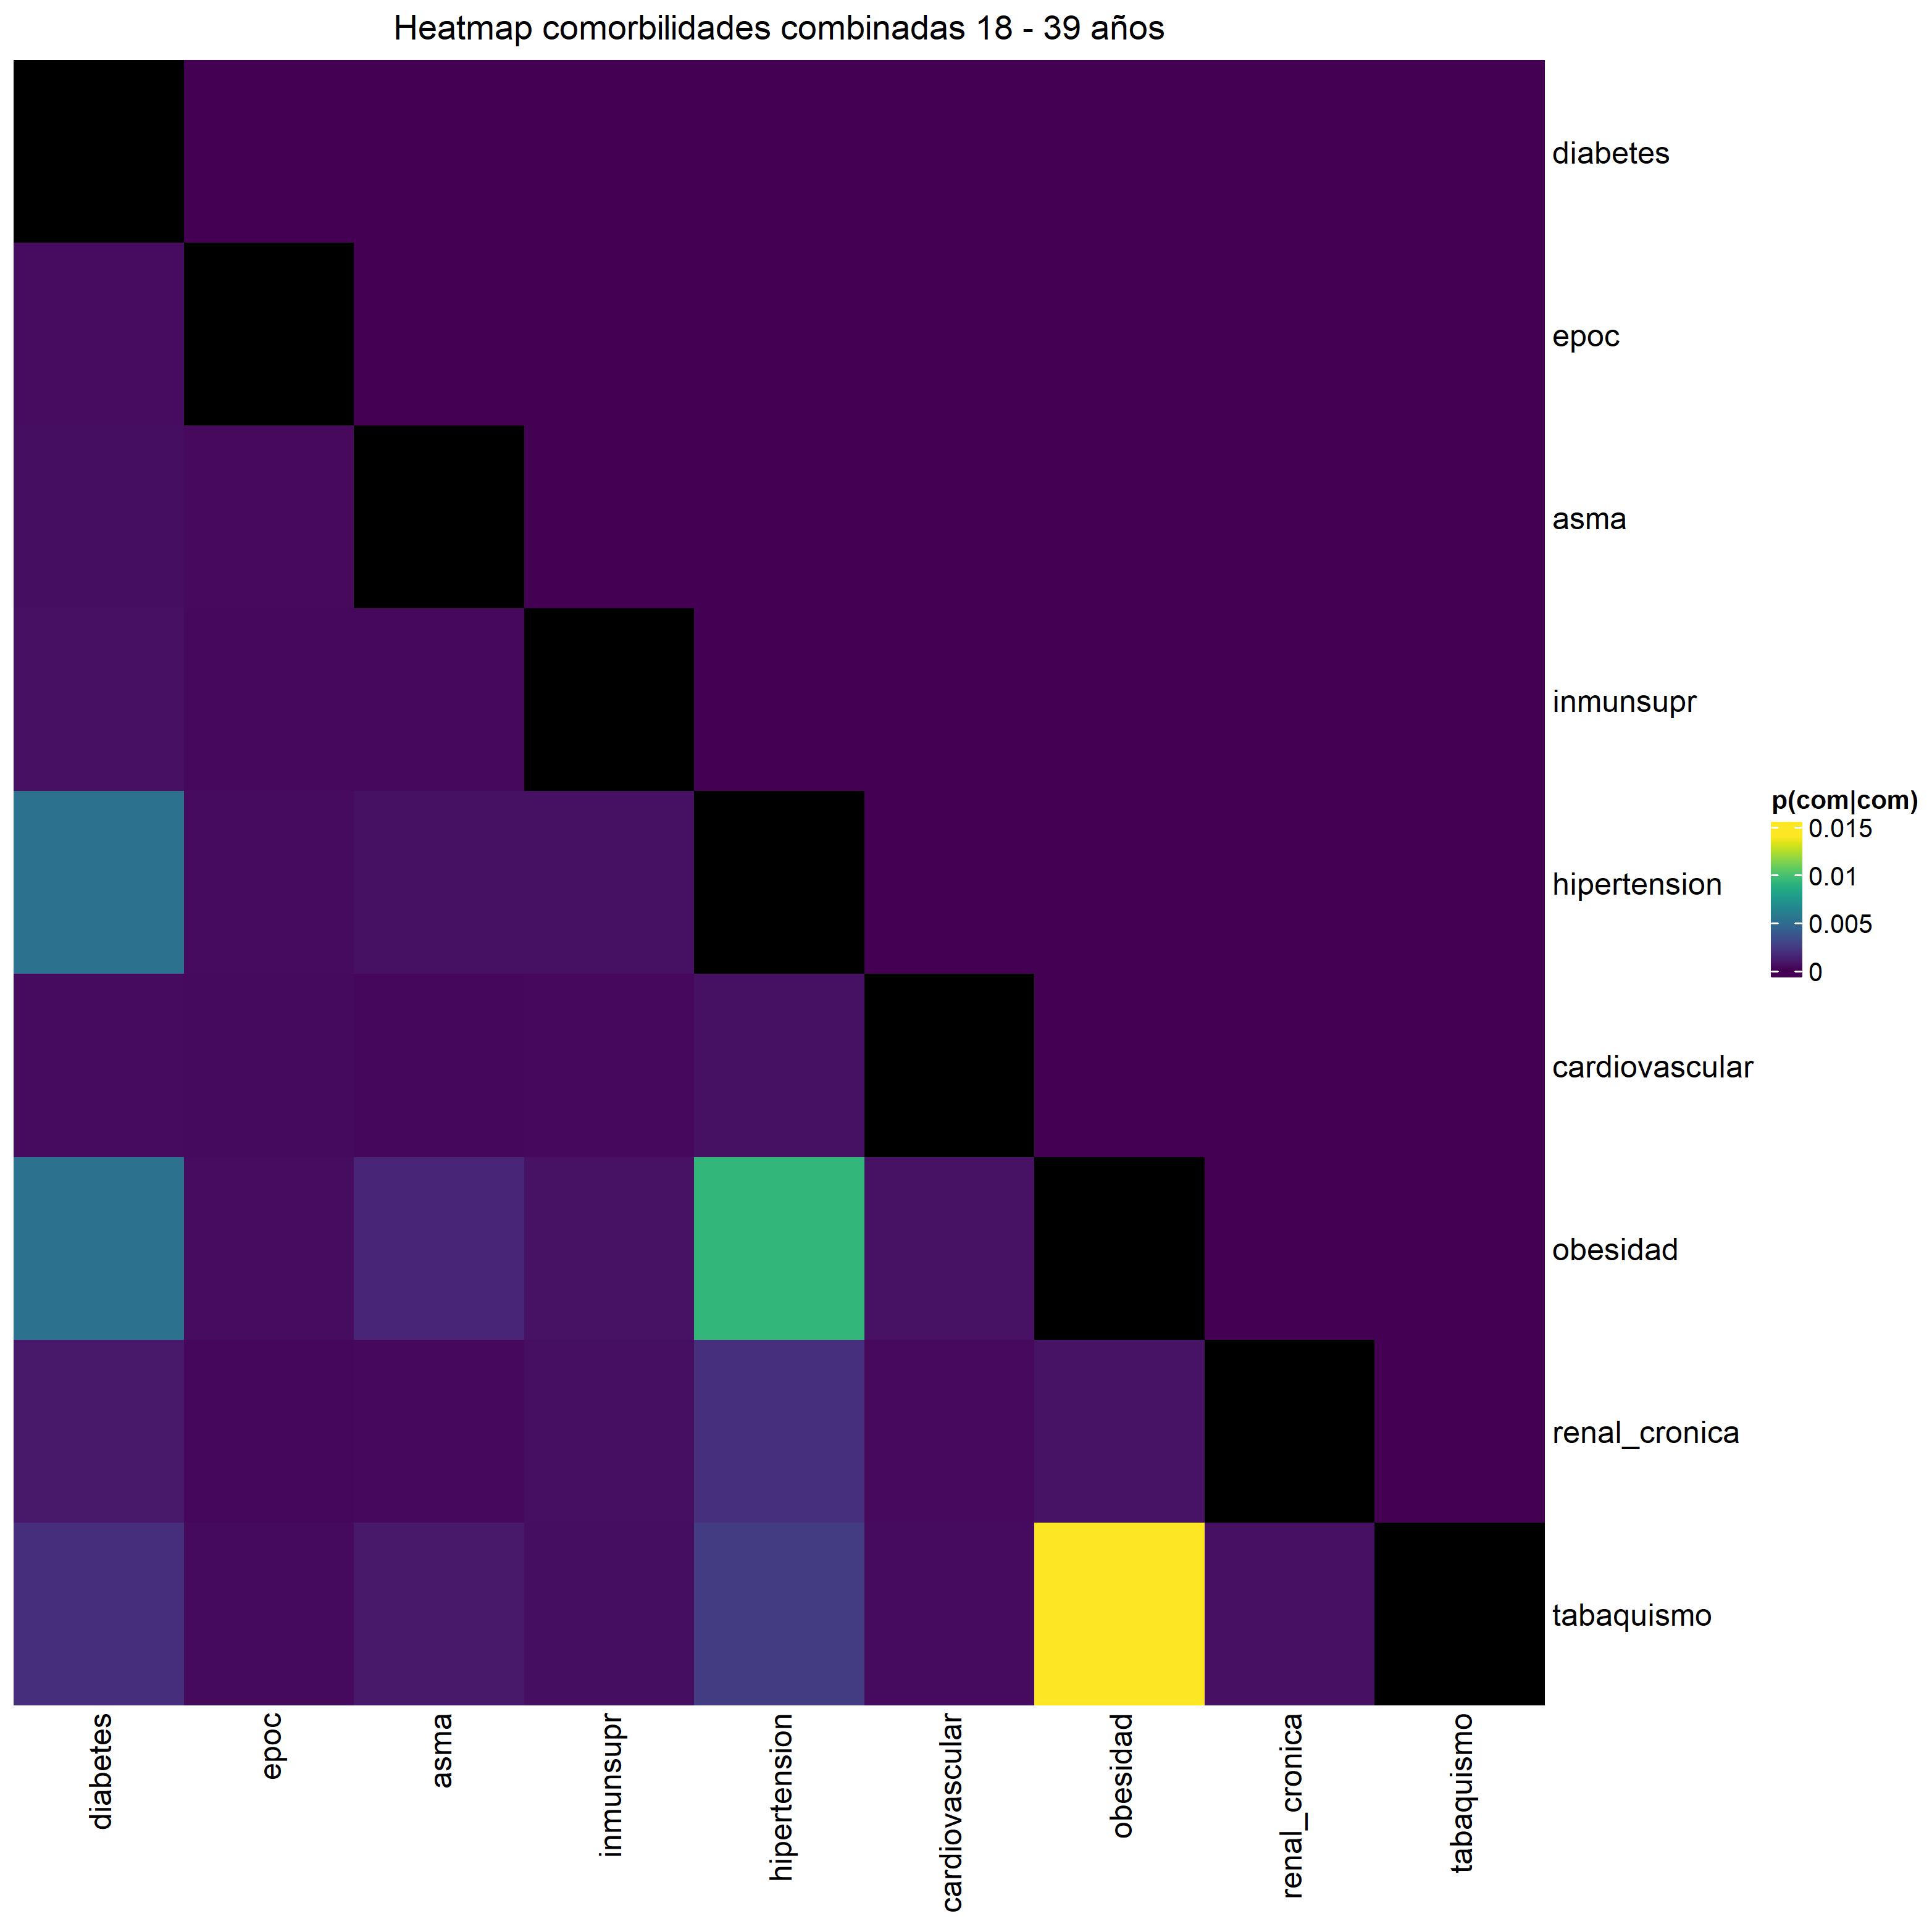 Heatmap comorbilidades combinadas 18 - 39 años
diabetes
epoc
asma
inmunsupr
hipertension
cardiovascular
obesidad
renal_cronica
tabaquismo
p(com|com)
0.015
0.01
0.005
0
diabetes
epoc
asma
inmunsupr
hipertension
cardiovascular
obesidad
renal_cronica
tabaquismo